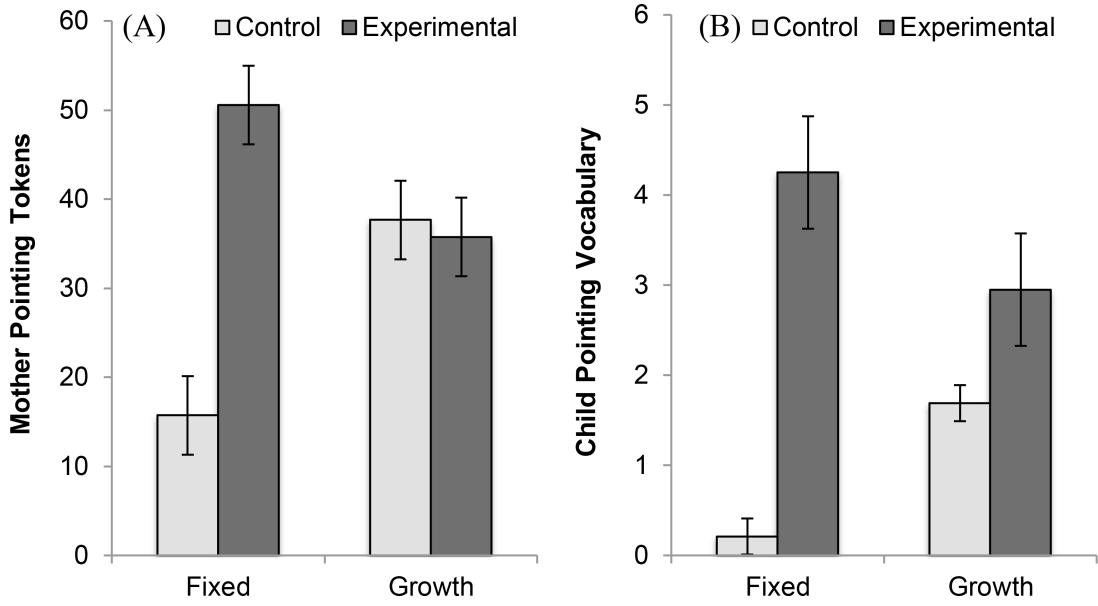 (A) Control Experimental
Mother Pointing Tokens
60
50
40
30
20
10
0
Fixed Growth
(B) Control Experimental
Child Pointing Vocabulary
6
5
4
3
2
1
0
Fixed Growth